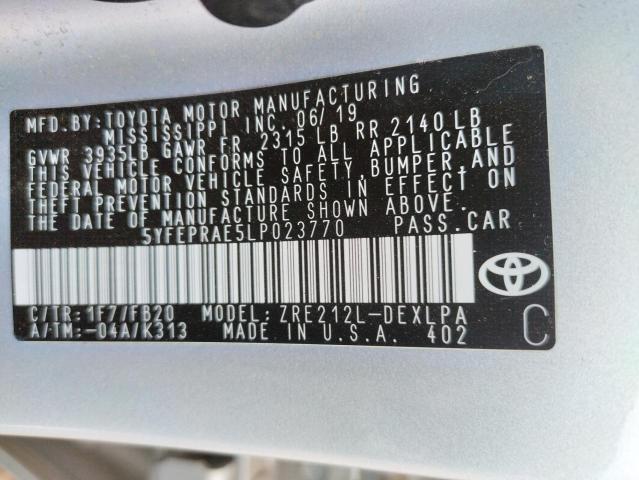 MFD.BY:TOYOTA MOTOR MANUFACTURING
MISSISSIPPI INC. 06/19
GVWR 3935LB GAWR FR 2315 LB RR 2140LB
THIS VEHICLE CONFORMS TO ALL APPLICABLE
FEDERAL MOTOR VEHICLE SAFETY,BUMPER,AND
THEFT PREVENTION STANDARDS IN EFFECT ON
THE DATE OF MANUFACTURE SHOWN ABOVE.
5YFEPRAE5LP023770 PASS.CAR
C/TR:1F7/FB20 MODEL:ZRE212L-DEXLPA
A/TM:-04A/K313 MADE IN U.S.A. 402
C